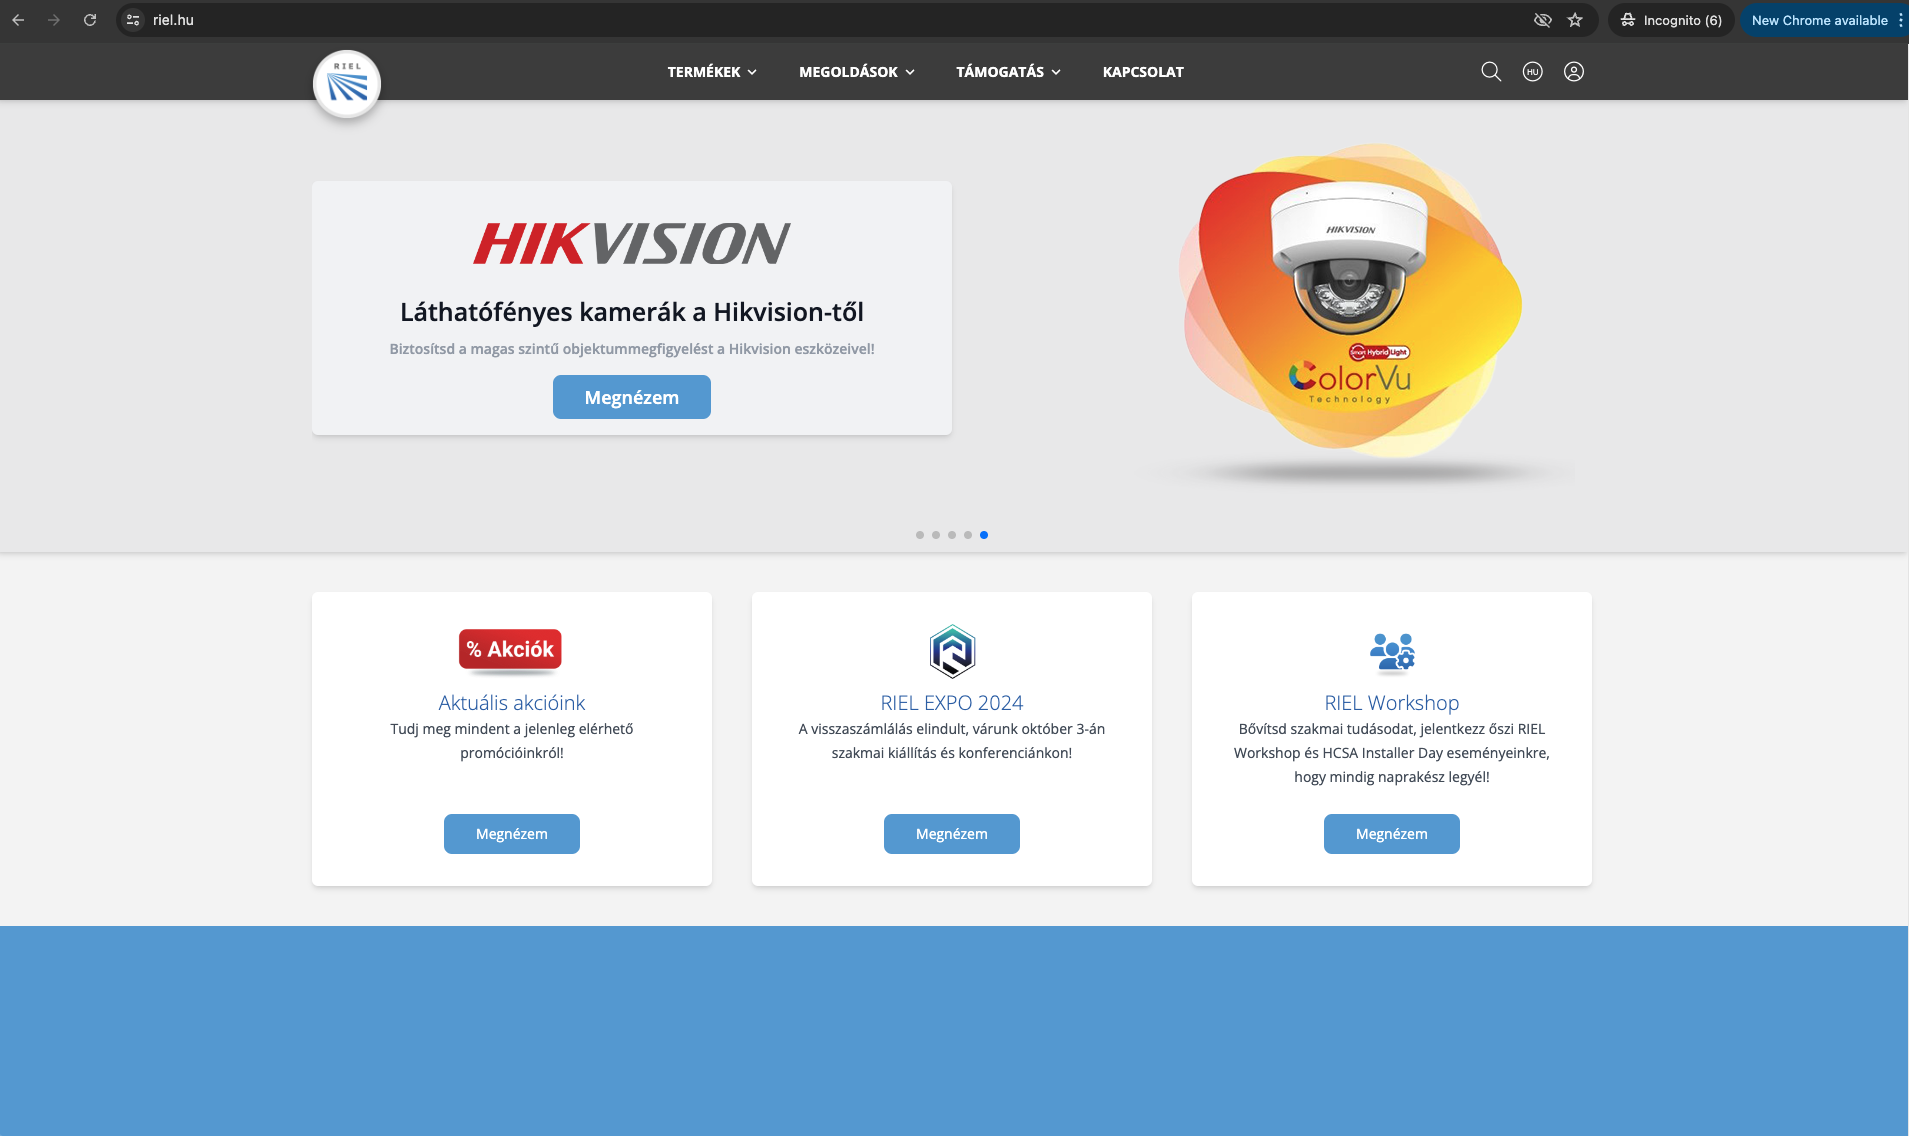 riel.hu
Incognito (6)
New Chrome available
RIEL
TERMÉKEK
MEGOLDÁSOK
TÁMOGATÁS
KAPCSOLAT
HU
HIKVISION
Láthatófényes kamerák a Hikvision-től
Biztosítsd a magas szintű objektummegfigyelést a Hikvision eszközeivel!
Megnézem
HIKVISION
Smart Hybrid Light
ColorVu
Technology
% Akciók
Aktuális akcióink
Tudj meg mindent a jelenleg elérhető
promócióinkról!
Megnézem
RIEL EXPO 2024
A visszaszámlálás elindult, várunk október 3-án
szakmai kiállítás és konferenciánkon!
Megnézem
RIEL Workshop
Bővítsd szakmai tudásodat, jelentkezz őszi RIEL
Workshop és HCSA Installer Day eseményeinkre,
hogy mindig naprakész legyél!
Megnézem